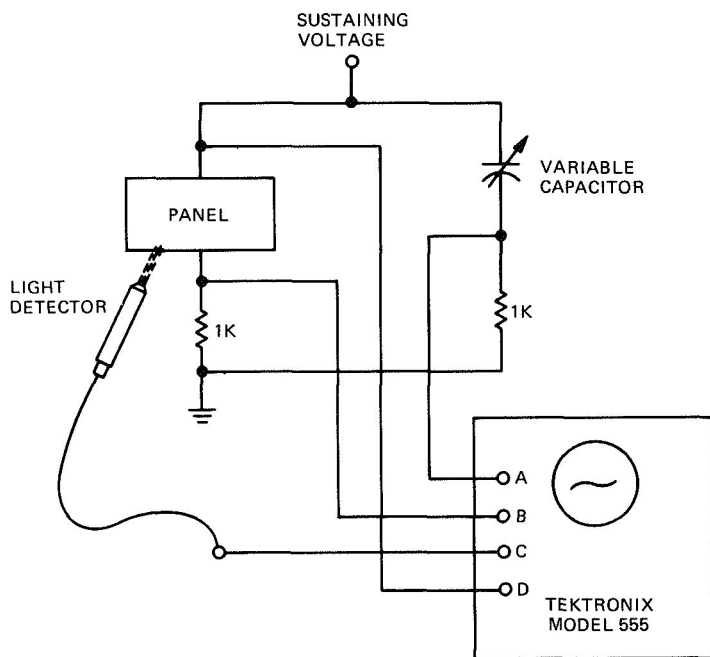 SUSTAINING
VOLTAGE
VARIABLE
CAPACITOR
PANEL
LIGHT
DETECTOR
1K
1K
A
B
C
D
TEKTRONIX
MODEL 555